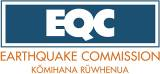 EQC
EARTHQUAKE COMMISSION
KŌMIHANA RŪWHENUA